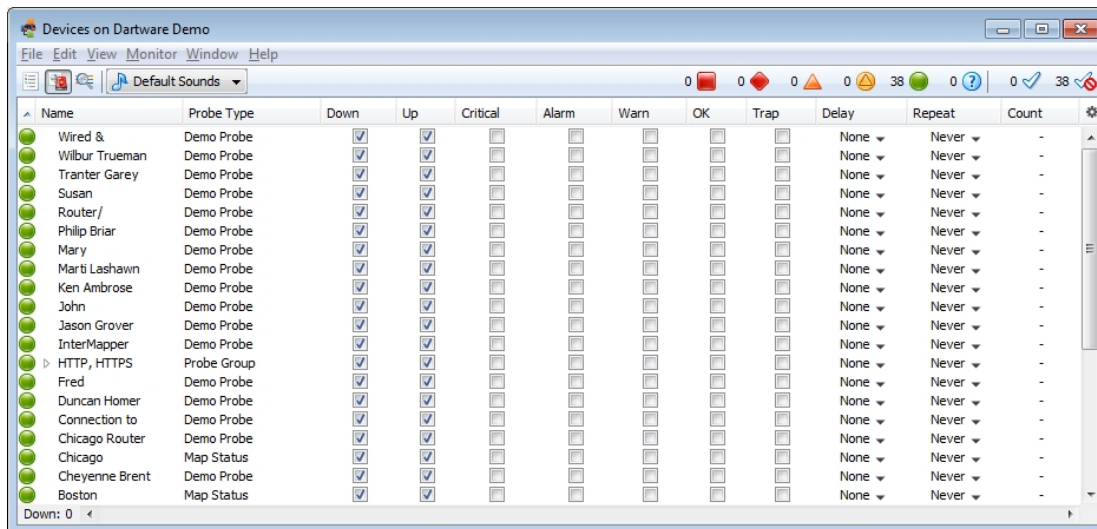 Devices on Dartware Demo
File Edit View Monitor Window Help
Default Sounds 0 0 0 0 38 0 ? 0 38
Name Probe Type Down Up Critical Alarm Warn OK Trap Delay Repeat Count
Wired & Demo Probe None Never -
Wilbur Trueman Demo Probe None Never -
Tranter Garey Demo Probe None Never -
Susan Demo Probe None Never -
Router/ Demo Probe None Never -
Philip Briar Demo Probe None Never -
Mary Demo Probe None Never -
Marti Lashawn Demo Probe None Never -
Ken Ambrose Demo Probe None Never -
John Demo Probe None Never -
Jason Grover Demo Probe None Never -
InterMapper Demo Probe None Never -
HTTP, HTTPS Probe Group None Never -
Fred Demo Probe None Never -
Duncan Homer Demo Probe None Never -
Connection to Demo Probe None Never -
Chicago Router Demo Probe None Never -
Chicago Map Status None Never -
Cheyenne Brent Demo Probe None Never -
Boston Map Status None Never -
Down: 0